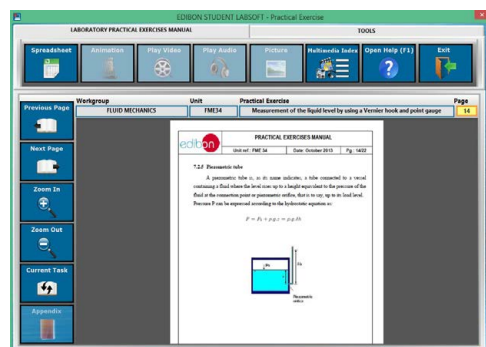 EDIBON STUDENT LABSOFT - Practical Exercise
LABORATORY PRACTICAL EXERCISES MANUAL
TOOLS
Spreadsheet
Animation
Play Video
Play Audio
Picture
Multimedia Index
Open Help (F1)
Exit
Previous Page
Next Page
Zoom In
Zoom Out
Current Task
Appendix
Workgroup Unit Practical Exercise Page
FLUID MECHANICS FME34 Measurement of the liquid level by using a Vernier hook and point gauge 14
edibon
PRACTICAL EXERCISES MANUAL
Unit ref.: FME 34 Date: October 2013 Pg.: 14/22
7.2.5 Piezometric tube
A piezometric tube is, as its name indicates, a tube connected to a vessel
containing a fluid where the level rises up to a height equivalent to the pressure of the
fluid at the connection point or piezometric orifice, that is to say, up to its load level.
Pressure P can be expressed according to the hydrostatic equation as:
Piezometric
orifice